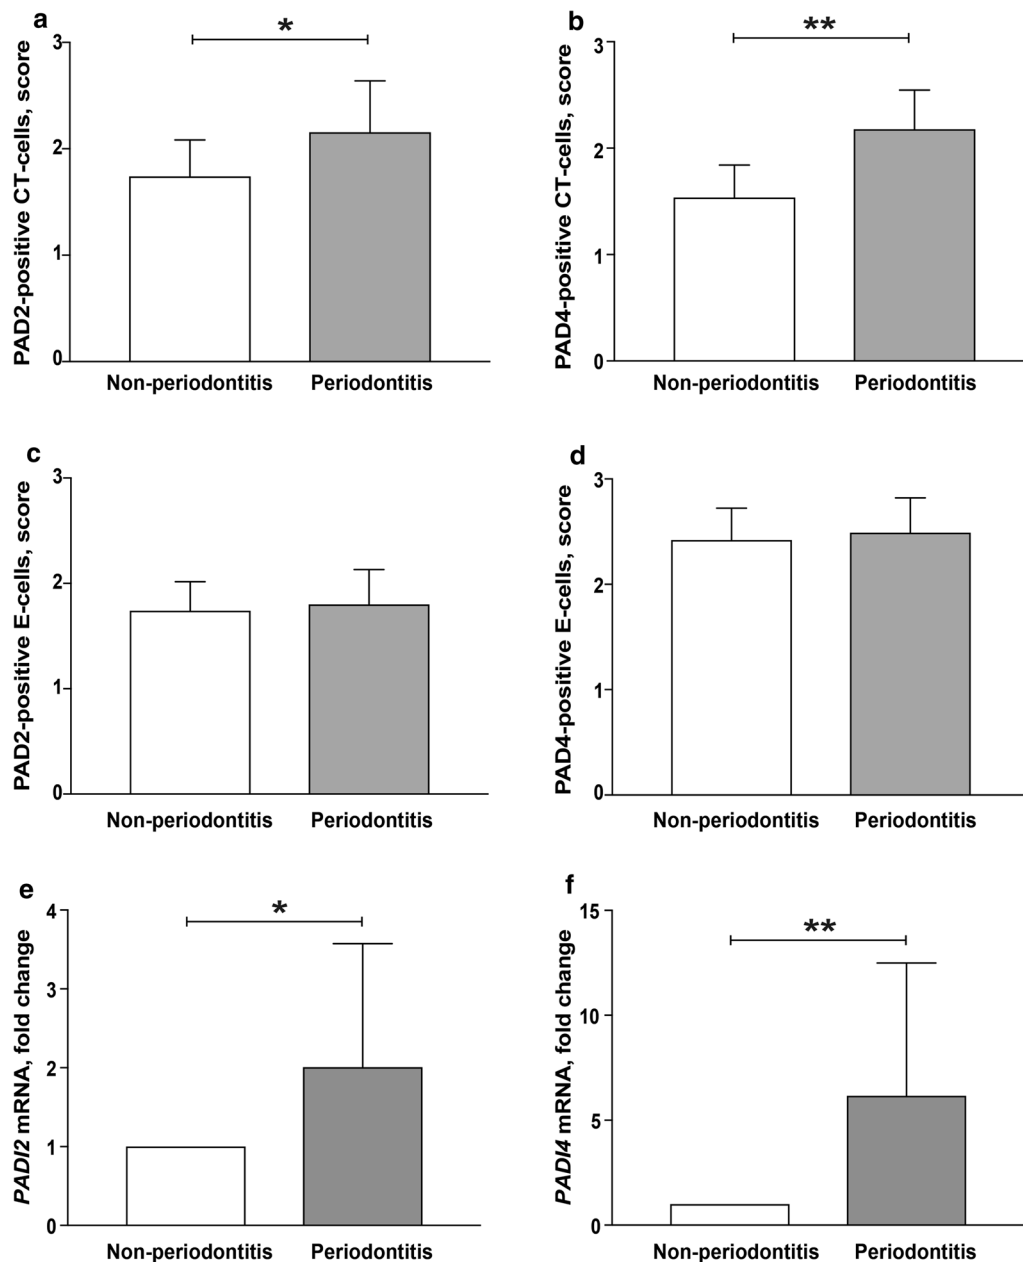 a
*
PAD2-positive CT-cells, score
3
2
1
0
Non-periodontitis Periodontitis
b
**
PAD4-positive CT-cells, score
3
2
1
0
Non-periodontitis Periodontitis
c
PAD2-positive E-cells, score
3
2
1
0
Non-periodontitis Periodontitis
d
PAD4-positive E-cells, score
3
2
1
0
Non-periodontitis Periodontitis
e
*
PADI2 mRNA, fold change
4
3
2
1
0
Non-periodontitis Periodontitis
f
**
PADI4 mRNA, fold change
15
10
5
0
Non-periodontitis Periodontitis